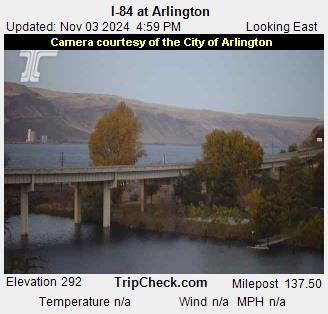 I-84 at Arlington
Updated: Nov 03 2024 4:59 PM Looking East
Camera courtesy of the City of Arlington
Elevation 292 TripCheck.com Milepost 137.50
Temperature n/a Wind n/a MPH n/a